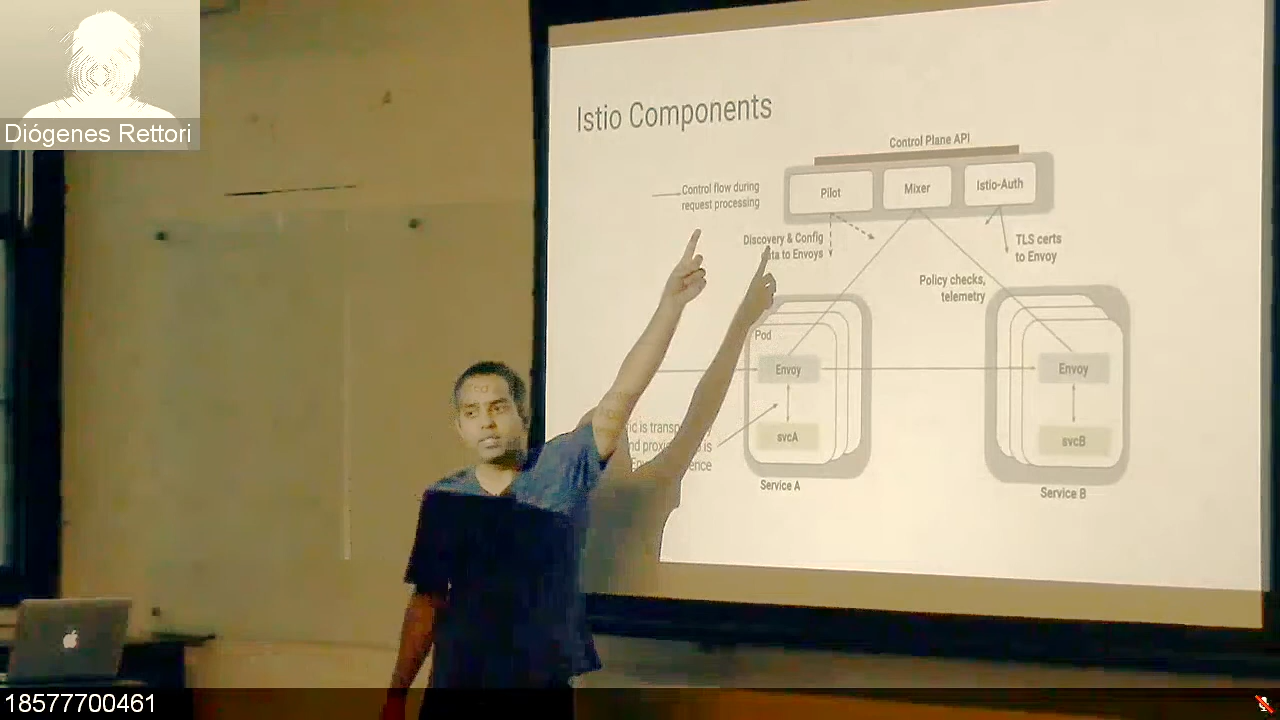 Diógenes Rettori
Istio Components
Control Plane API
Pilot
Mixer
Istio-Auth
Control flow during
request processing
Discovery & Config
to Envoys
TLS certs
to Envoy
Policy checks,
telemetry
Pod
Envoy
Envoy
svcA
svcB
is
Service A
Service B
18577700461